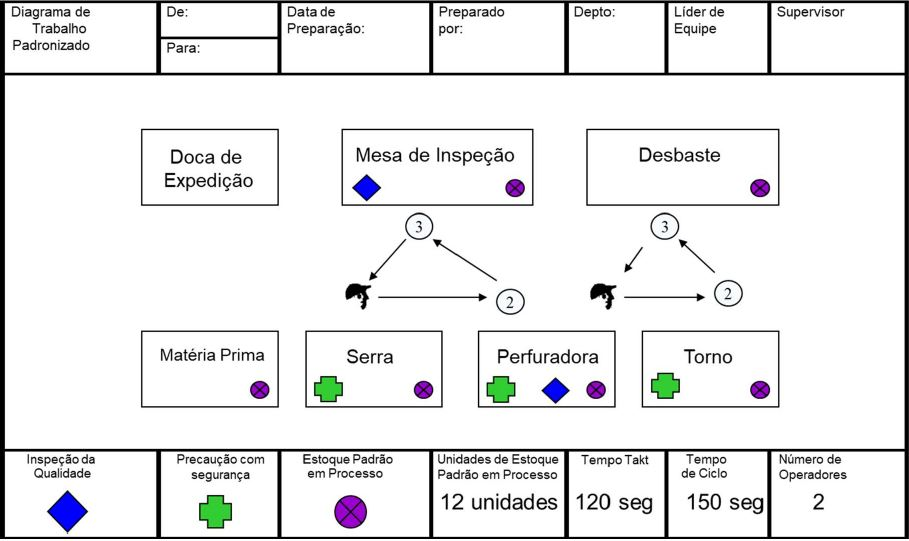 Diagrama de
Trabalho
Padronizado
De:
Para:
Data de
Preparação:
Preparado
por:
Depto:
Líder de
Equipe
Supervisor
Doca de
Expedição
Mesa de Inspeção
Desbaste
3
3
2
2
Matéria Prima
Serra
Perfuradora
Torno
Inspeção da
Qualidade
Precaução com
segurança
Estoque Padrão
em Processo
Unidades de Estoque
Padrão em Processo
12 unidades
Tempo Takt
120 seg
Tempo
de Ciclo
150 seg
Número de
Operadores
2